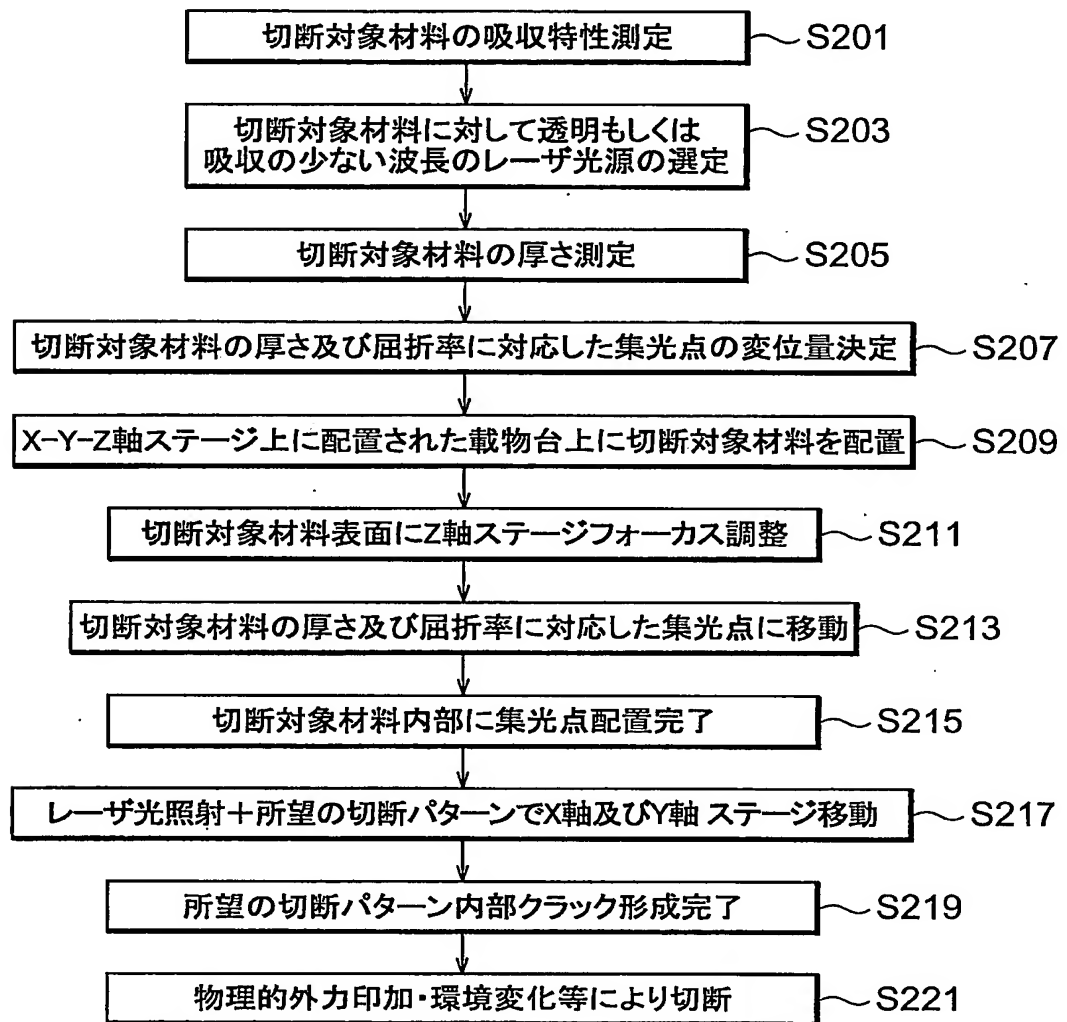 切断対象材料の吸収特性測定 S201
切断対象材料に対して透明もしくは
吸収の少ない波長のレーザ光源の選定 S203
切断対象材料の厚さ測定 S205
切断対象材料の厚さ及び屈折率に対応した集光点の変位量決定 S207
X-Y-Z軸ステージ上に配置された載物台上に切断対象材料を配置 S209
切断対象材料表面にZ軸ステージフォーカス調整 S211
切断対象材料の厚さ及び屈折率に対応した集光点に移動 S213
切断対象材料内部に集光点配置完了 S215
レーザ光照射+所望の切断パターンでX軸及びY軸 ステージ移動 S217
所望の切断パターン内部クラック形成完了 S219
物理的外力印加・環境変化等により切断 S221